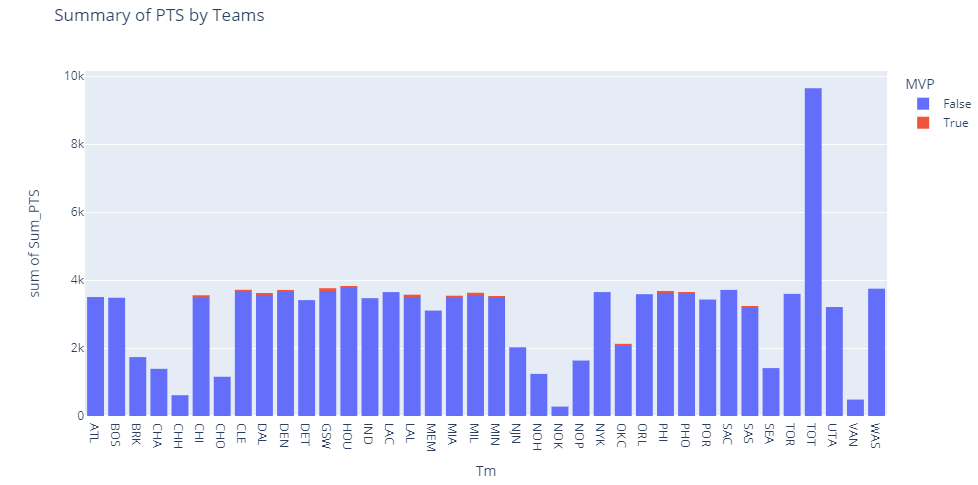 Summary of PTS by Teams
MVP
False
True
sum of Sum_PTS
10k
8k
6k
4k
2k
0
ATL
BOS
BRK
CHA
CHH
CHI
CHO
CLE
DAL
DEN
DET
GSW
HOU
IND
LAC
LAL
MEM
MIA
MIL
MIN
NJN
NOH
NOK
NOP
NYK
OKC
ORL
PHI
PHO
POR
SAC
SAS
SEA
TOR
TOT
UTA
VAN
WAS
Tm